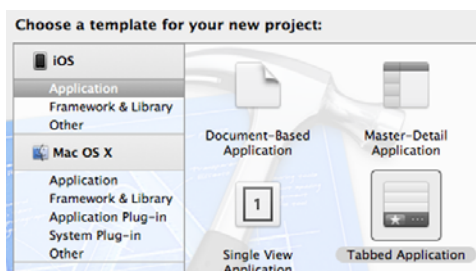 Choose a template for your new project:
iOS
Application
Framework & Library
Other
Mac OS X
Application
Framework & Library
Application Plug-in
System Plug-in
Other
Document-Based
Application
Master-Detail
Application
1
Single View
Application
Tabbed Application